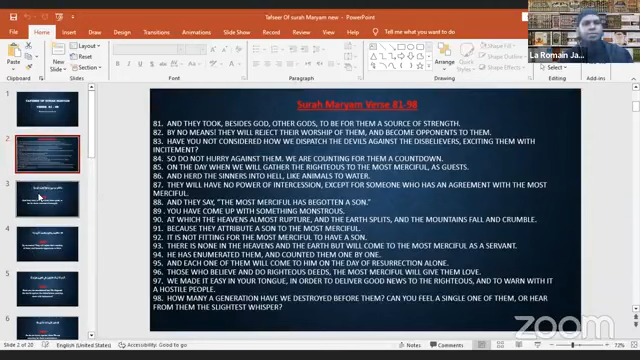 Tafseer Of surah Maryam new - PowerPoint
File
Home
Insert
Design
Transitions
Animations
Slide Show
Review
View
Help
Tell me what you want to do
Paste
New Slide
Layout
Reset
Section
Arrange
Quick Styles
Shape Fill
Shape Outline
Shape Effects
Find
Replace
Select
Add-ins
Clipboard
Slides
Font
Paragraph
Drawing
Editing
Add-ins
La Romain Ja...
1
2
3
4
5
6
Surah Maryam Verse 81-98
81. AND THEY TOOK, BESIDES GOD, OTHER GODS, TO BE FOR THEM A SOURCE OF STRENGTH.
82. BY NO MEANS! THEY WILL REJECT THEIR WORSHIP OF THEM, AND BECOME OPPONENTS TO THEM.
83. HAVE YOU NOT CONSIDERED HOW WE DISPATCH THE DEVILS AGAINST THE DISBELIEVERS, EXCITING THEM WITH
INCITEMENT?
84. SO DO NOT HURRY AGAINST THEM. WE ARE COUNTING FOR THEM A COUNTDOWN.
85. ON THE DAY WHEN WE WILL GATHER THE RIGHTEOUS TO THE MOST MERCIFUL, AS GUESTS.
86. AND HERD THE SINNERS INTO HELL, LIKE ANIMALS TO WATER.
87. THEY WILL HAVE NO POWER OF INTERCESSION, EXCEPT FOR SOMEONE WHO HAS AN AGREEMENT WITH THE MOST
MERCIFUL.
88. AND THEY SAY, "THE MOST MERCIFUL HAS BEGOTTEN A SON."
89 . YOU HAVE COME UP WITH SOMETHING MONSTROUS.
90. AT WHICH THE HEAVENS ALMOST RUPTURE, AND THE EARTH SPLITS, AND THE MOUNTAINS FALL AND CRUMBLE.
91. BECAUSE THEY ATTRIBUTE A SON TO THE MOST MERCIFUL.
92. IT IS NOT FITTING FOR THE MOST MERCIFUL TO HAVE A SON.
93. THERE IS NONE IN THE HEAVENS AND THE EARTH BUT WILL COME TO THE MOST MERCIFUL AS A SERVANT.
94. HE HAS ENUMERATED THEM, AND COUNTED THEM ONE BY ONE.
95. AND EACH ONE OF THEM WILL COME TO HIM ON THE DAY OF RESURRECTION ALONE.
96. THOSE WHO BELIEVE AND DO RIGHTEOUS DEEDS, THE MOST MERCIFUL WILL GIVE THEM LOVE.
97. WE MADE IT EASY IN YOUR TONGUE, IN ORDER TO DELIVER GOOD NEWS TO THE RIGHTEOUS, AND TO WARN WITH IT
A HOSTILE PEOPLE.
98. HOW MANY A GENERATION HAVE WE DESTROYED BEFORE THEM? CAN YOU FEEL A SINGLE ONE OF THEM, OR HEAR
FROM THEM THE SLIGHTEST WHISPER?
zoom
Slide 2 of 20
English (United States)
Accessibility: Good to go
Notes
Comments
73%